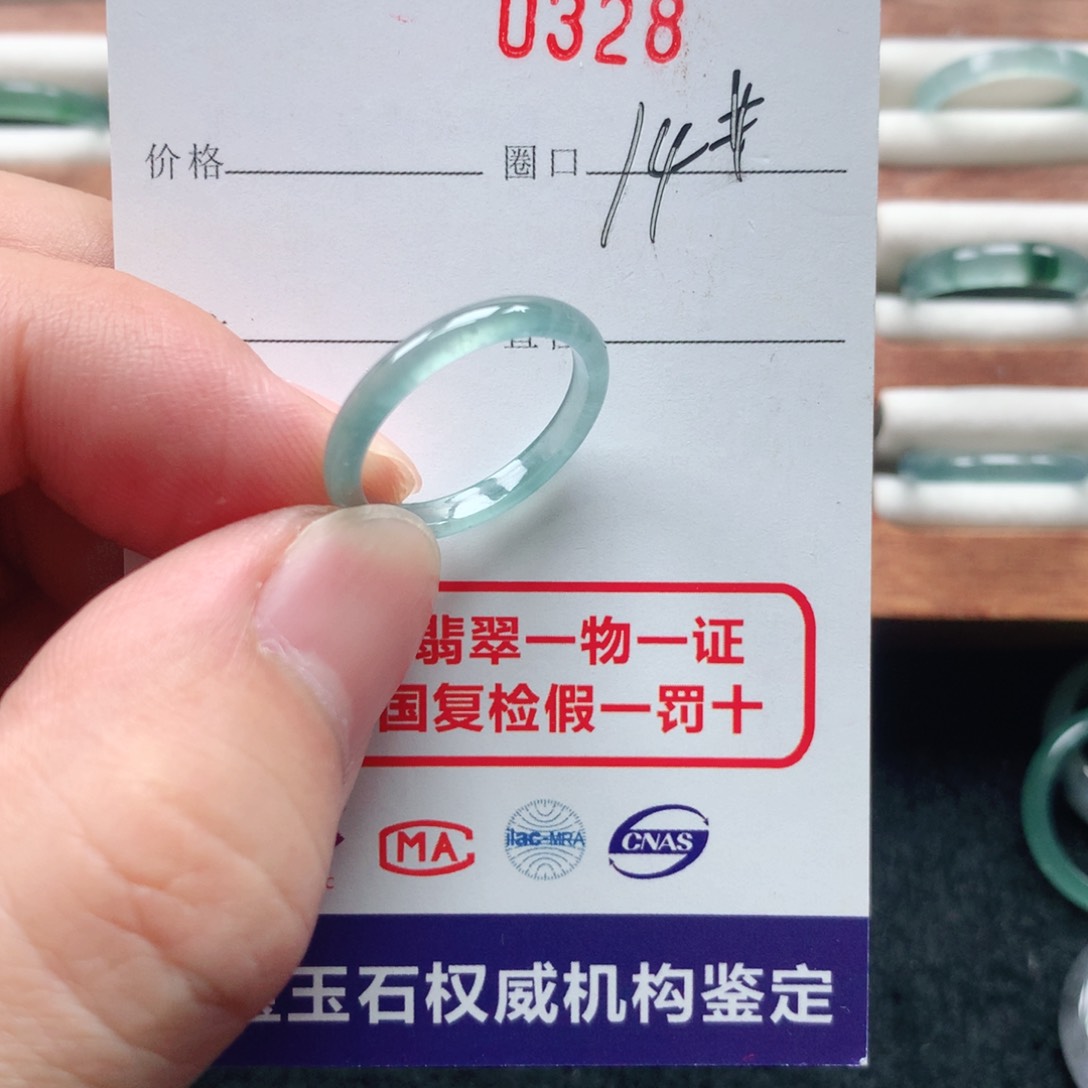 0328
价格 圈口 14#
翡翠一物一证
国复检假一罚十
MA ilac-MRA CNAS
玉石权威机构鉴定